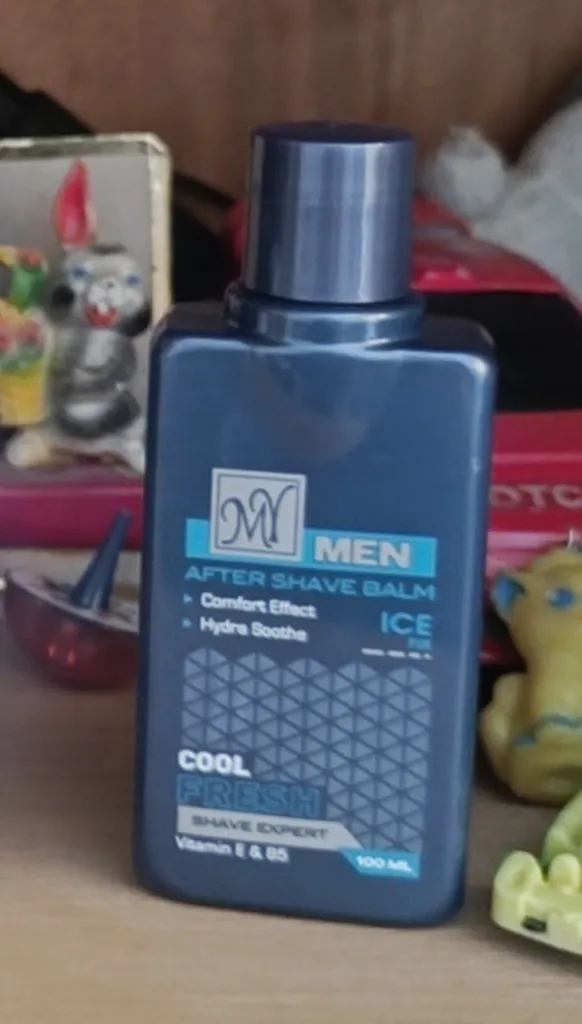 MY
MEN
AFTER SHAVE BALM
Comfort Effect
Hydra Soothe
ICE
COOL
FRESH
SHAVE EXPERT
Vitamin E & B5
100 ML